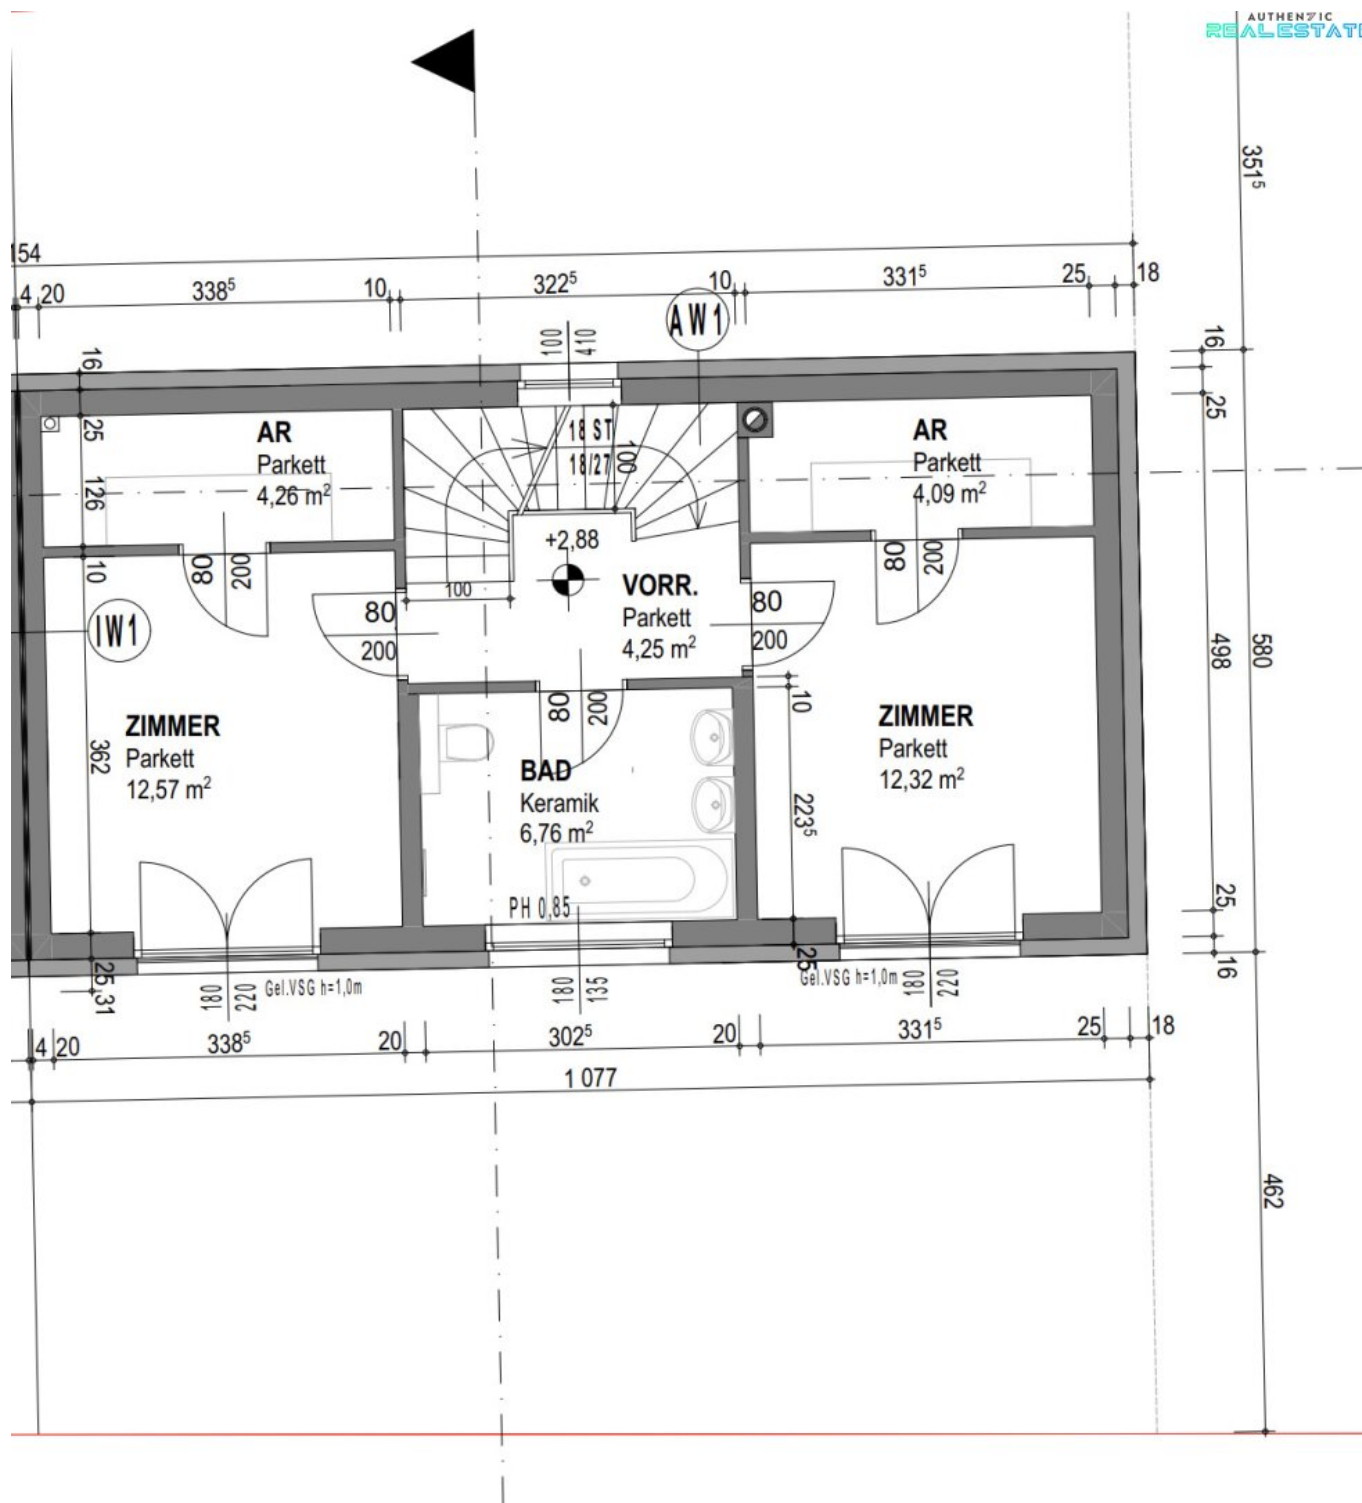 AUTHENTIC
REALESTATE
351⁵
154
4 20 338⁵ 10 322⁵ 10 331⁵ 25 18
AW1
100
410
16
16
25
25
AR
Parkett
4,26 m²
18 ST
18/27
100
AR
Parkett
4,09 m²
126
+2,88
80
200
80
200
10
100
VORR.
Parkett
4,25 m²
80
200
80
200
IW1
498
580
80
200
10
ZIMMER
Parkett
12,57 m²
362
BAD
Keramik
6,76 m²
ZIMMER
Parkett
12,32 m²
223⁵
PH 0,85
25
25
16
25
31
180
220
Gel.VSG h=1,0m
180
135
Gel.VSG h=1,0m
180
220
4 20 338⁵ 20 302⁵ 20 331⁵ 25 18
1 077
462